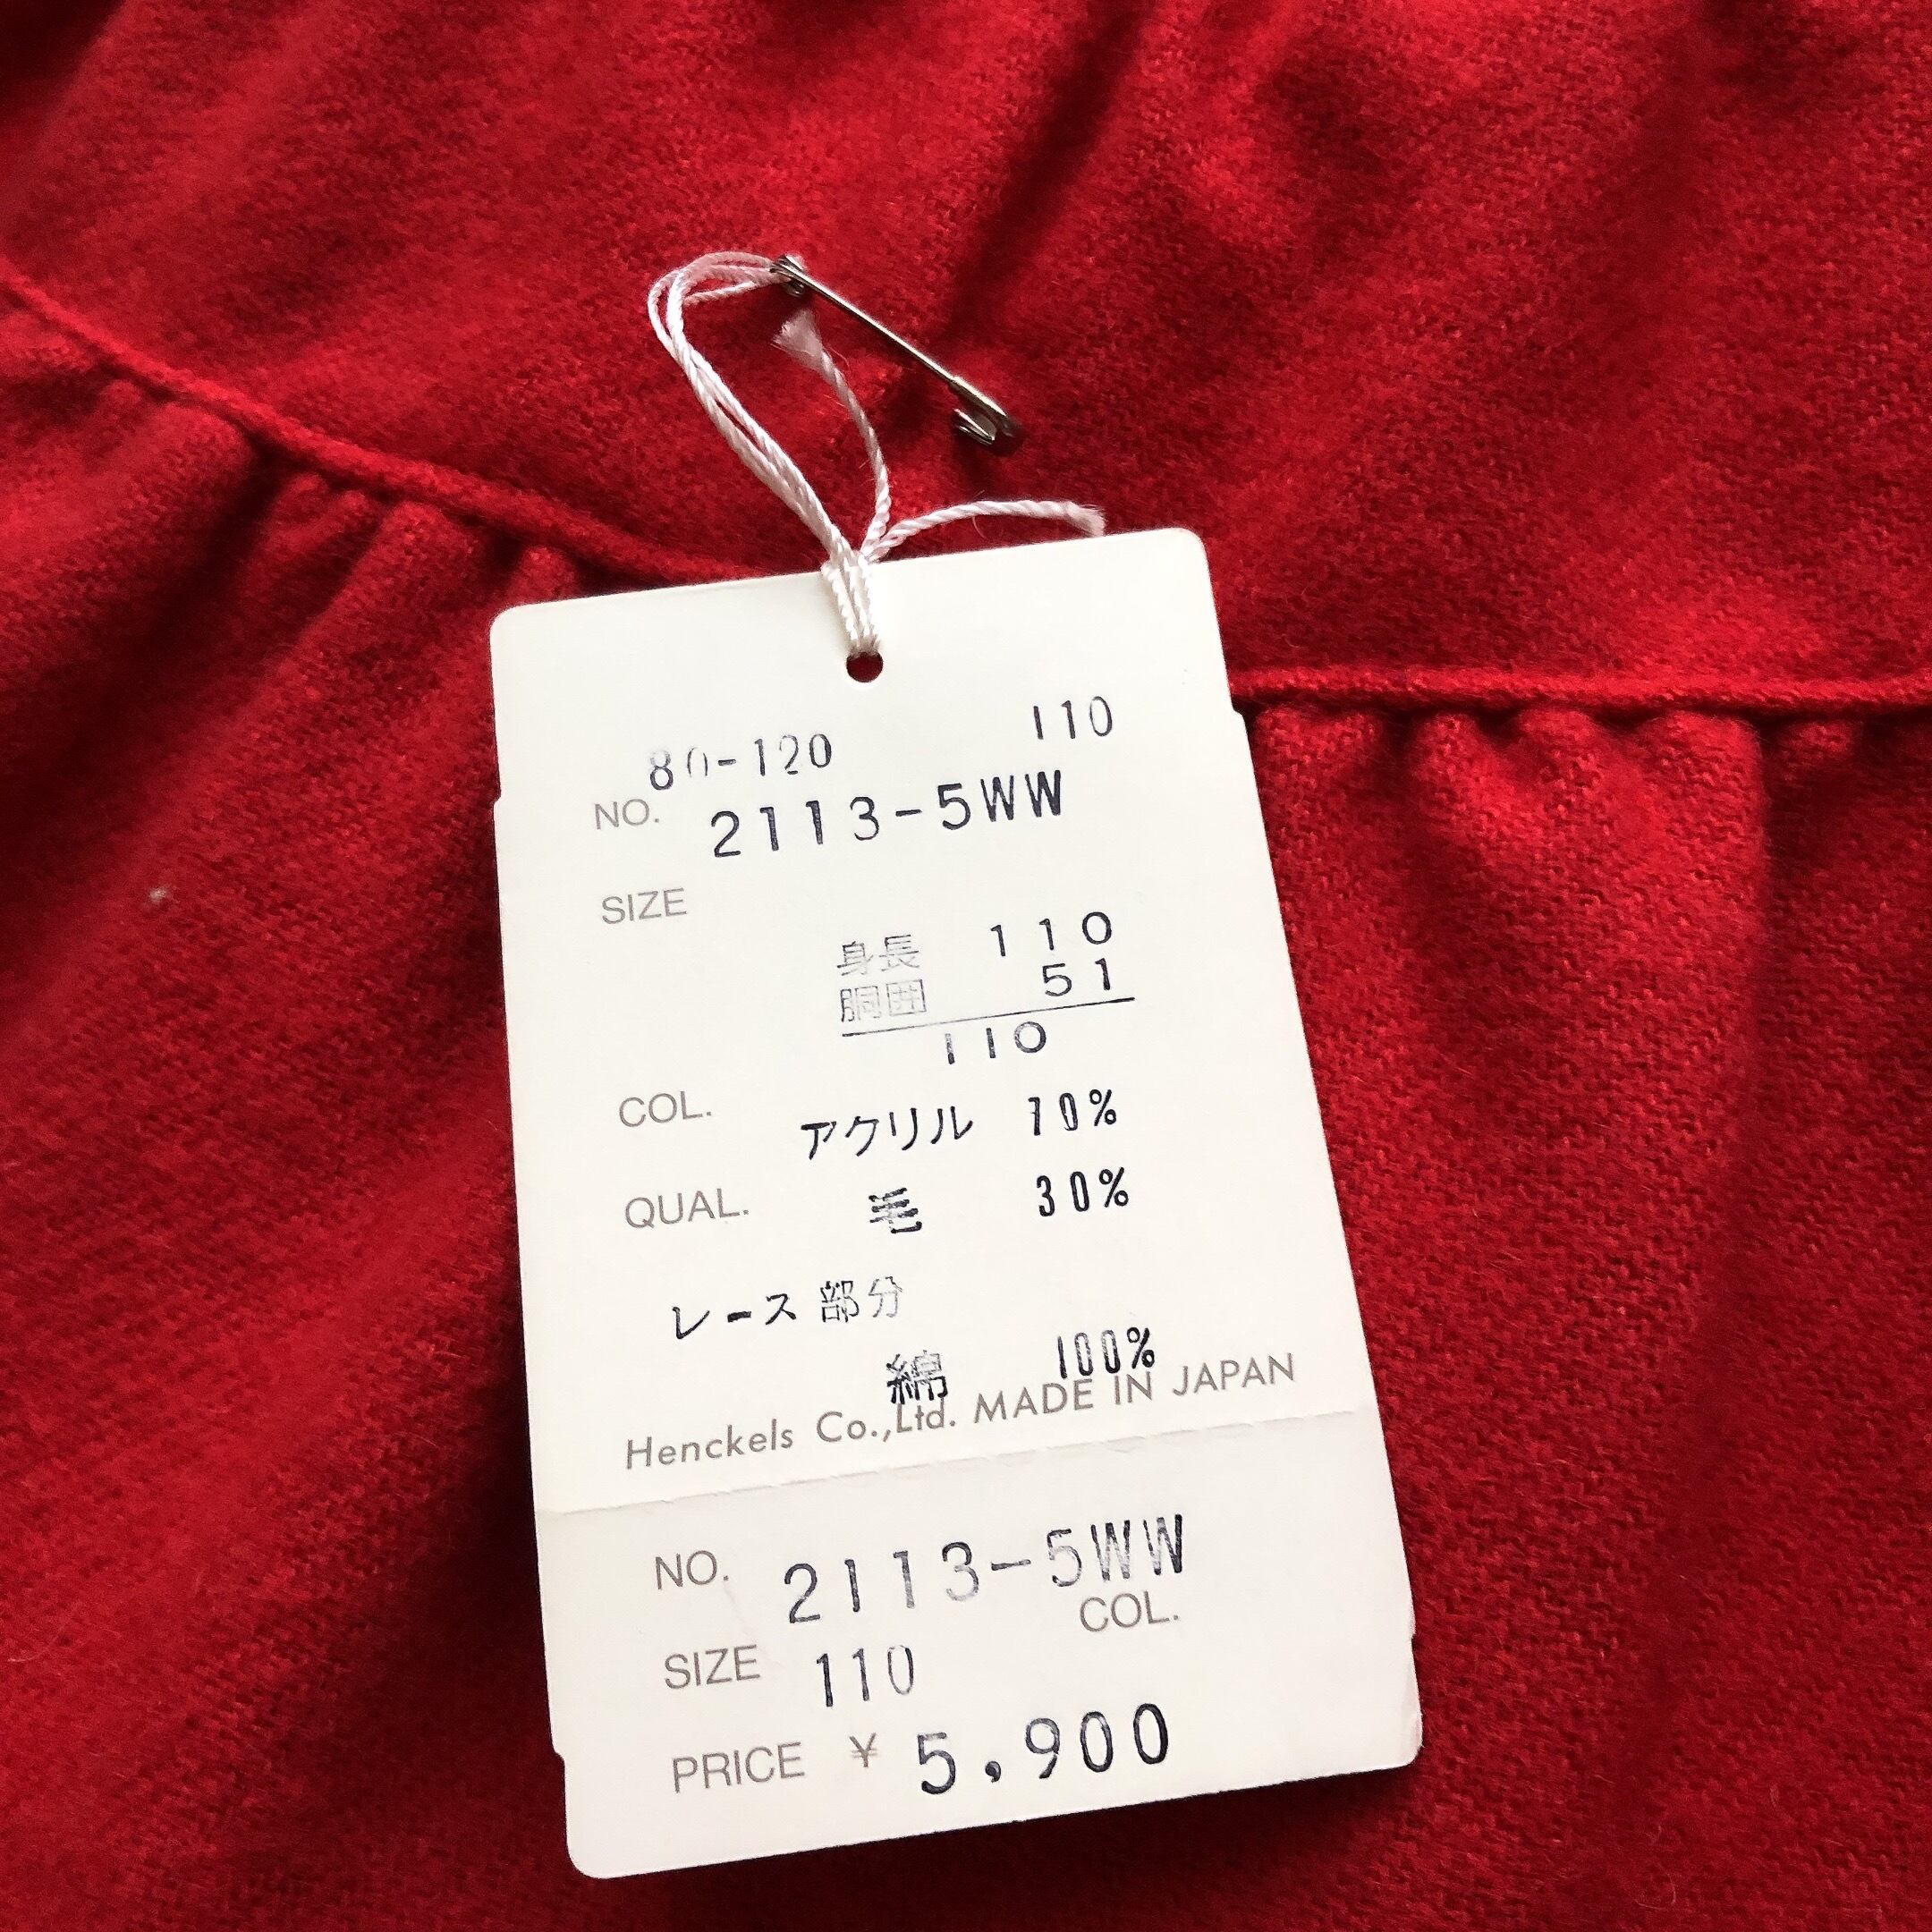 80-120 110
NO. 2113-5WW
SIZE
身長 110
胴囲 51
110
COL.
アクリル 70%
QUAL. 毛 30%
レース部分
綿 100%
Henckels Co.,Ltd. MADE IN JAPAN
NO. 2113-5WW
COL.
SIZE 110
PRICE ¥ 5,900